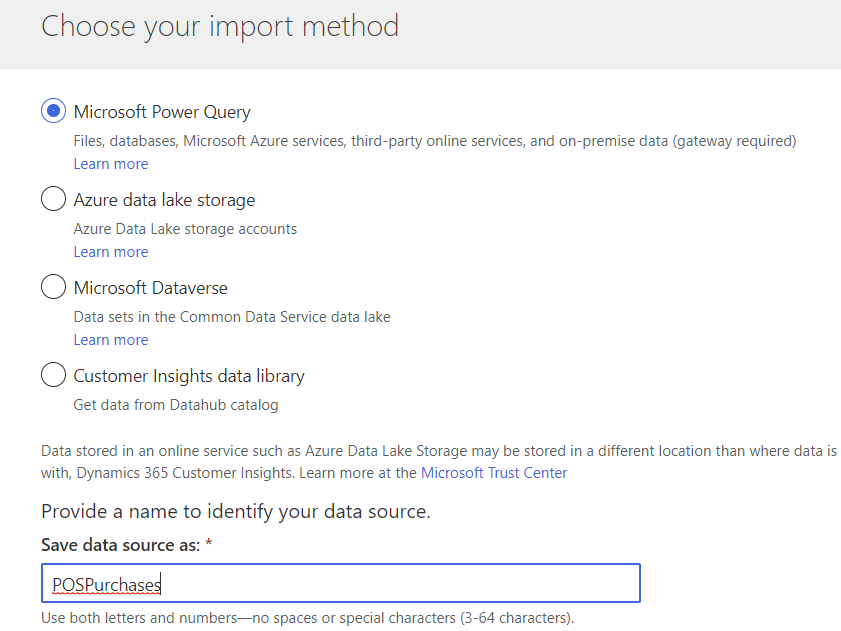 Choose your import method
Microsoft Power Query
Files, databases, Microsoft Azure services, third-party online services, and on-premise data (gateway required)
Learn more
Azure data lake storage
Azure Data Lake storage accounts
Learn more
Microsoft Dataverse
Data sets in the Common Data Service data lake
Learn more
Customer Insights data library
Get data from Datahub catalog
Data stored in an online service such as Azure Data Lake Storage may be stored in a different location than where data is
with, Dynamics 365 Customer Insights. Learn more at the Microsoft Trust Center
Provide a name to identify your data source.
Save data source as: *
POSPurchases
Use both letters and numbers—no spaces or special characters (3-64 characters).